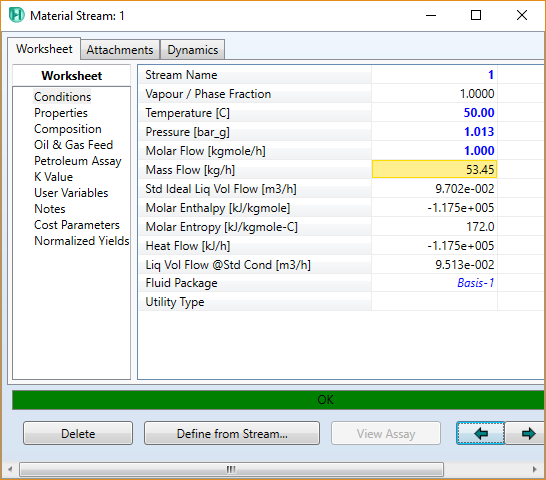 Material Stream: 1
Worksheet Attachments Dynamics
Worksheet
Conditions
Properties
Composition
Oil & Gas Feed
Petroleum Assay
K Value
User Variables
Notes
Cost Parameters
Normalized Yields
Stream Name 1
Vapour / Phase Fraction 1.0000
Temperature [C] 50.00
Pressure [bar_g] 1.013
Molar Flow [kgmole/h] 1.000
Mass Flow [kg/h] 53.45
Std Ideal Liq Vol Flow [m3/h] 9.702e-002
Molar Enthalpy [kJ/kgmole] -1.175e+005
Molar Entropy [kJ/kgmole-C] 172.0
Heat Flow [kJ/h] -1.175e+005
Liq Vol Flow @Std Cond [m3/h] 9.513e-002
Fluid Package Basis-1
Utility Type
OK
Delete Define from Stream... View Assay